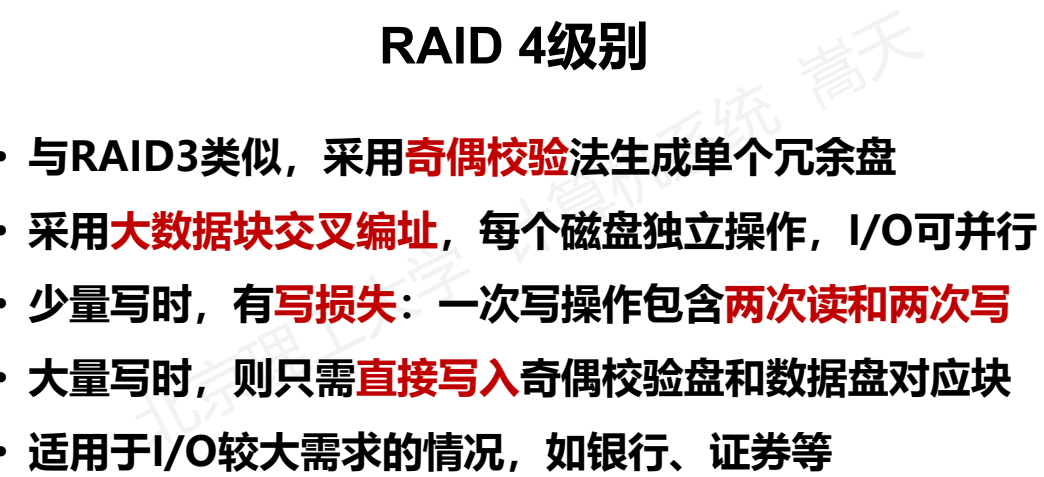 RAID 4级别
• 与RAID3类似，采用奇偶校验法生成单个冗余盘
• 采用大数据块交叉编址，每个磁盘独立操作，I/O可并行
• 少量写时，有写损失：一次写操作包含两次读和两次写
• 大量写时，则只需直接写入奇偶校验盘和数据盘对应块
• 适用于I/O较大需求的情况，如银行、证券等
北京理工大学 计算机系统 嵩天